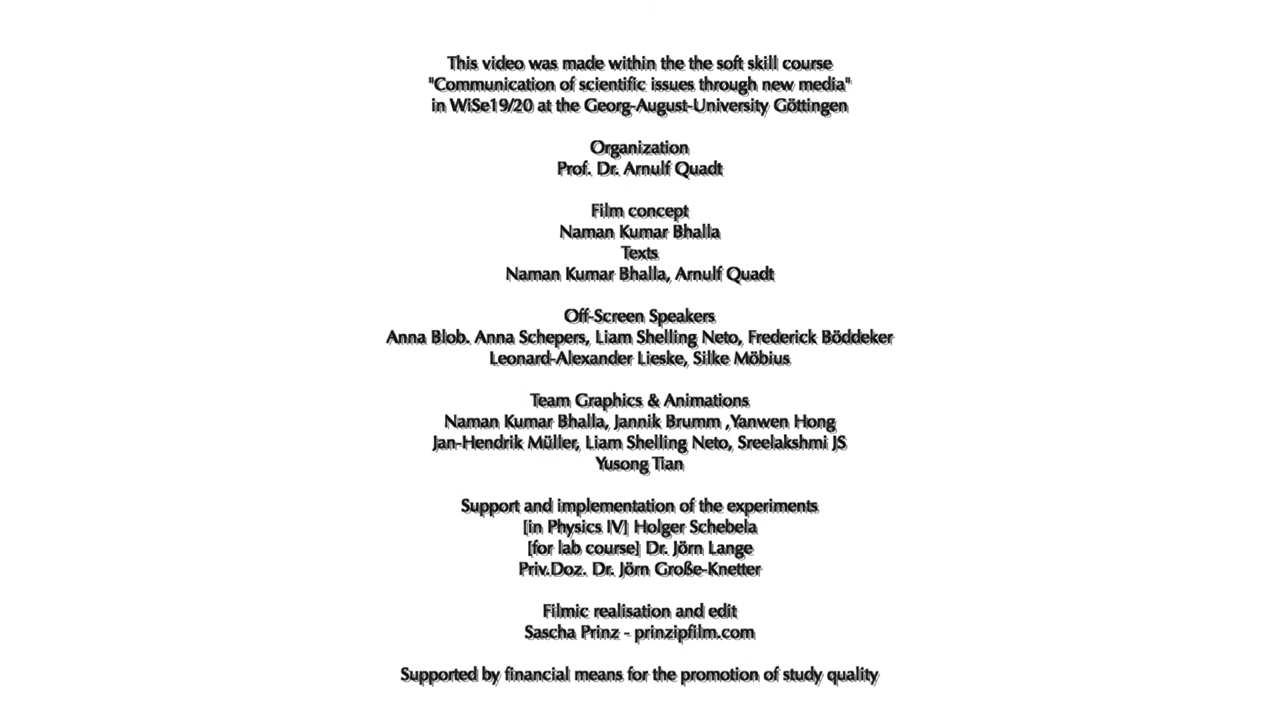 This video was made within the the soft skill course
"Communication of scientific issues through new media"
in WiSe19/20 at the Georg-August-University Göttingen
Organization
Prof. Dr. Arnulf Quadt
Film concept
Naman Kumar Bhalla
Texts
Naman Kumar Bhalla, Arnulf Quadt
Off-Screen Speakers
Anna Blob. Anna Schepers, Liam Shelling Neto, Frederick Böddeker
Leonard-Alexander Lieske, Silke Möbius
Team Graphics & Animations
Naman Kumar Bhalla, Jannik Brumm ,Yanwen Hong
Jan-Hendrik Müller, Liam Shelling Neto, Sreelakshmi JS
Yusong Tian
Support and implementation of the experiments
[in Physics IV] Holger Schebela
[for lab course] Dr. Jörn Lange
Priv.Doz. Dr. Jörn Große-Knetter
Filmic realisation and edit
Sascha Prinz - prinzipfilm.com
Supported by financial means for the promotion of study quality